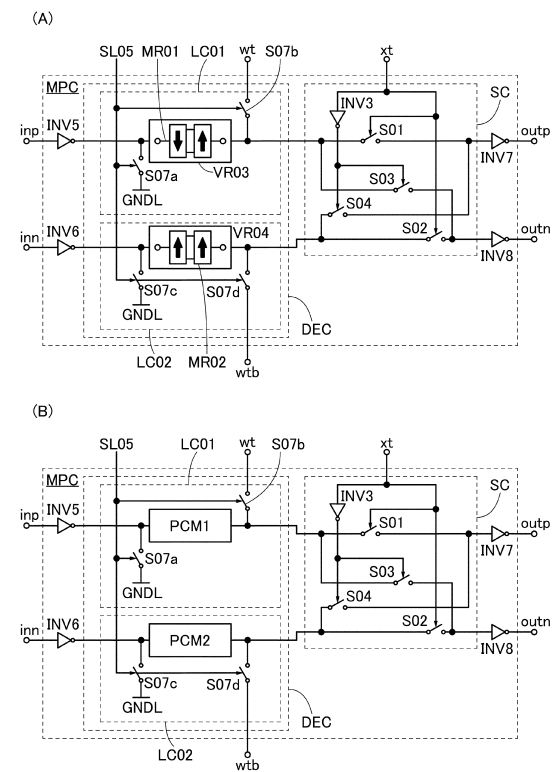 (A)
SL05 MR01 LC01 wt S07b xt
MPC
INV3 SC
inp INV5 S01 outp
INV7
S07a VR03 S03
GNDL S04
INV6 VR04 S02
inn outn
INV8
S07c S07d
GNDL DEC
LC02 MR02
wtb
(B)
SL05 LC01 wt S07b xt
MPC
INV3 SC
inp INV5 PCM1 S01 outp
INV7
S07a S03
GNDL S04
INV6 S02
inn PCM2 outn
INV8
S07c S07d
GNDL DEC
LC02
wtb